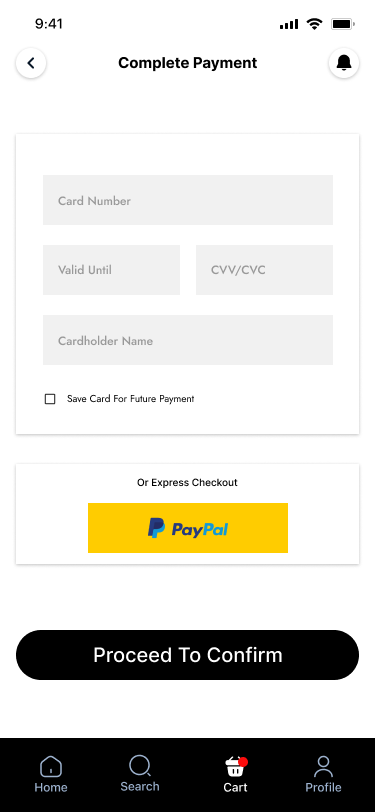 9:41
Complete Payment
Card Number
Valid Until CVV/CVC
Cardholder Name
Save Card For Future Payment
Or Express Checkout
PayPal
Proceed To Confirm
Home Search Cart Profile